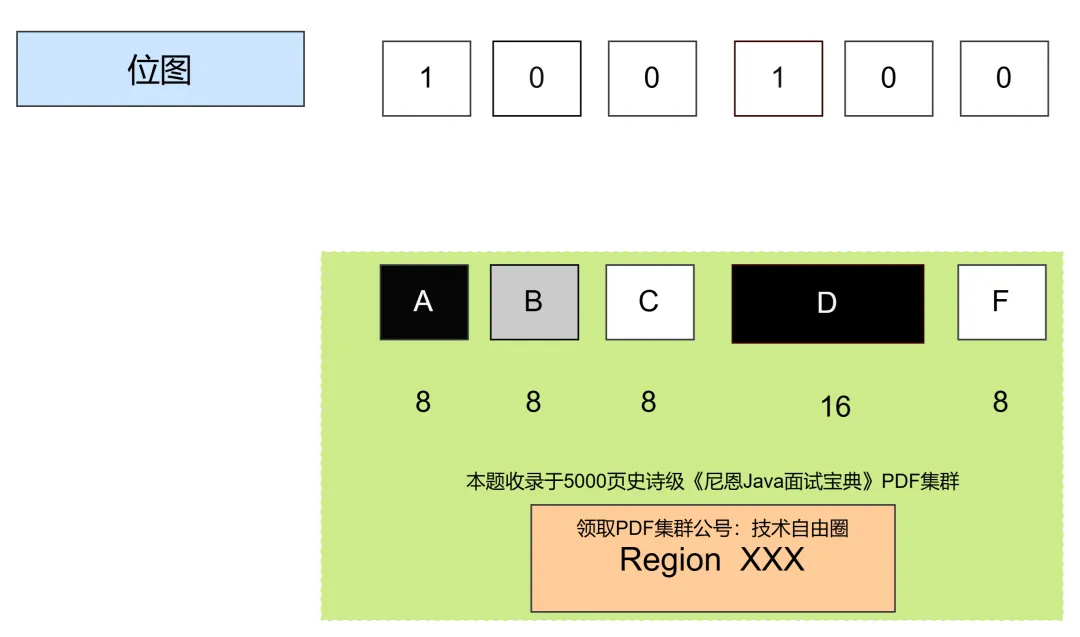 位图 1 0 0 1 0 0
A B C D F
8 8 8 16 8
本题收录于5000页史诗级《尼恩Java面试宝典》PDF集群
领取PDF集群公号：技术自由圈
Region XXX